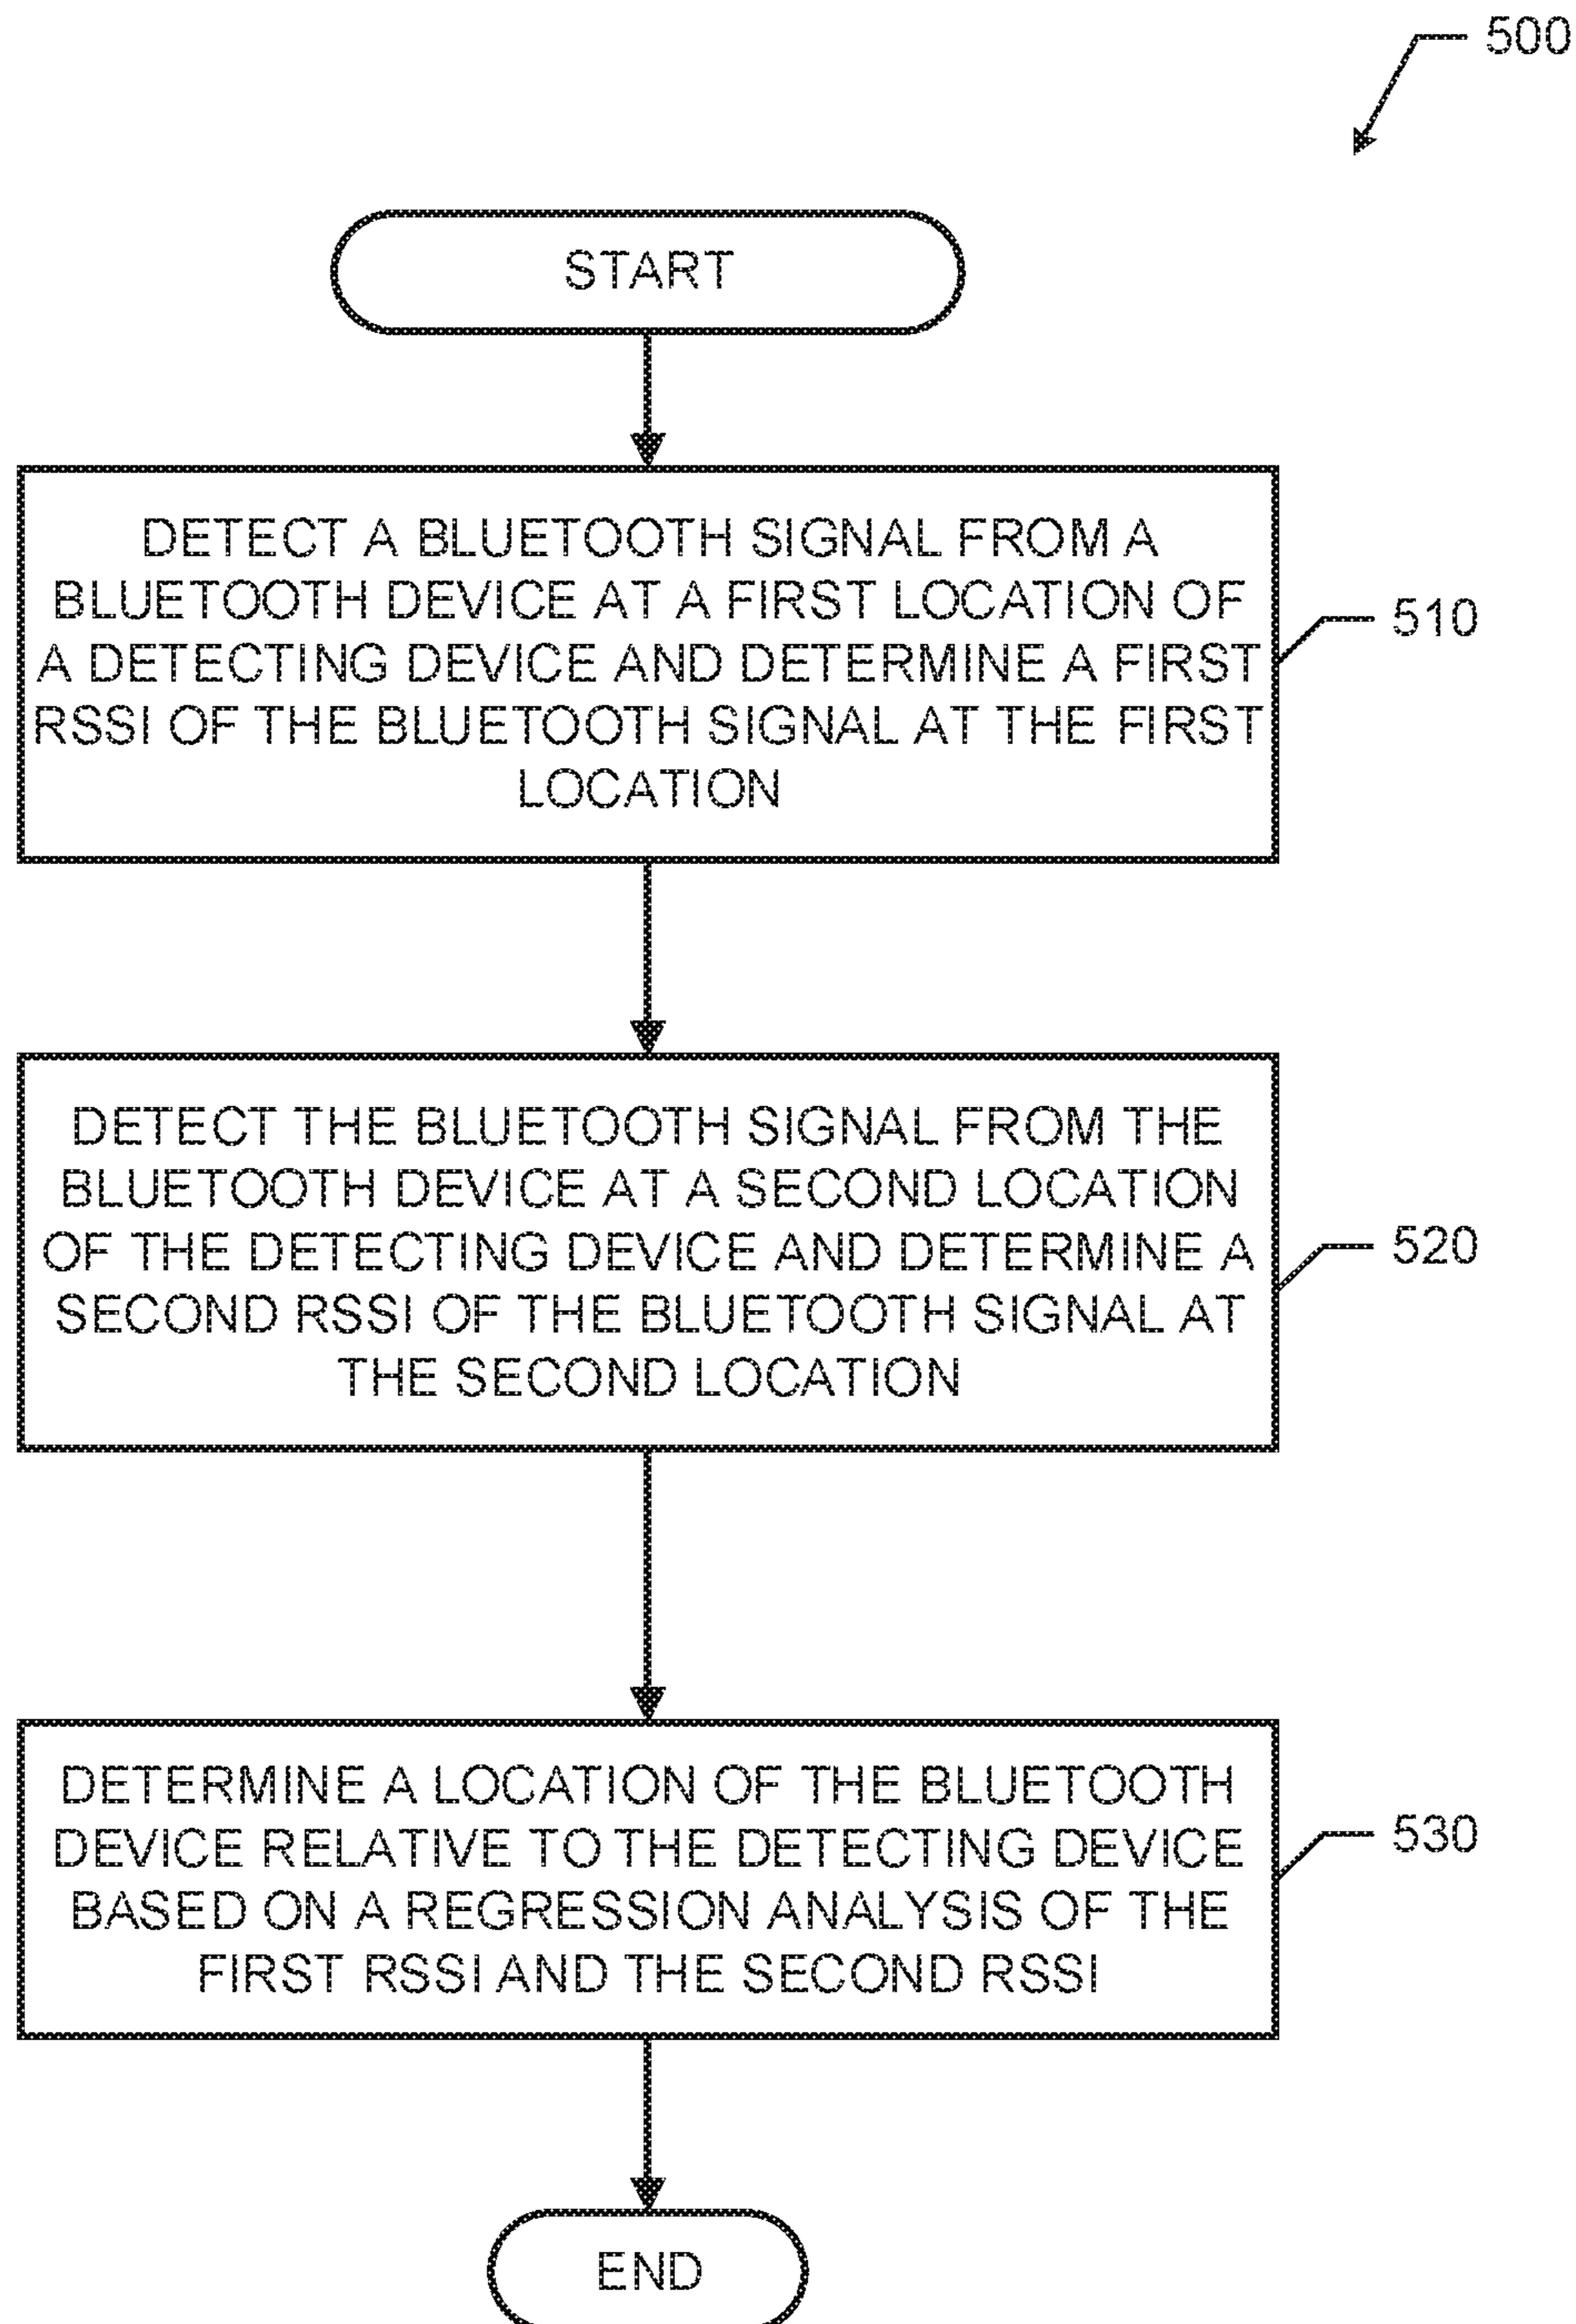 500
START
DETECT A BLUETOOTH SIGNAL FROM A
BLUETOOTH DEVICE AT A FIRST LOCATION OF
A DETECTING DEVICE AND DETERMINE A FIRST
RSSI OF THE BLUETOOTH SIGNAL AT THE FIRST
LOCATION
510
DETECT THE BLUETOOTH SIGNAL FROM THE
BLUETOOTH DEVICE AT A SECOND LOCATION
OF THE DETECTING DEVICE AND DETERMINE A
SECOND RSSI OF THE BLUETOOTH SIGNAL AT
THE SECOND LOCATION
520
DETERMINE A LOCATION OF THE BLUETOOTH
DEVICE RELATIVE TO THE DETECTING DEVICE
BASED ON A REGRESSION ANALYSIS OF THE
FIRST RSSI AND THE SECOND RSSI
530
END